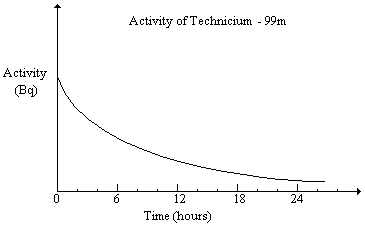 Activity of Technicium - 99m
Activity
(Bq)
0 6 12 18 24
Time (hours)